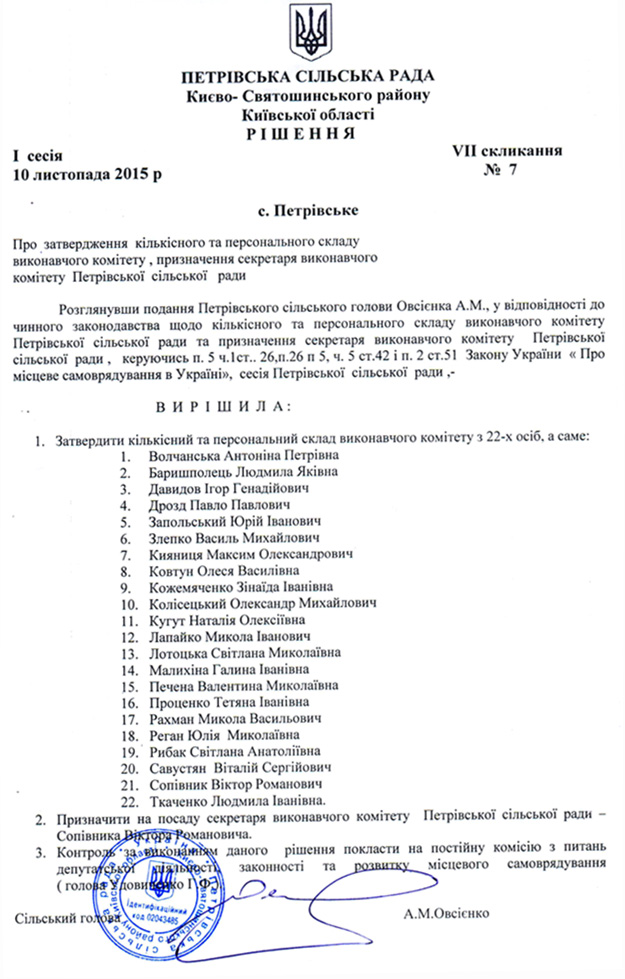 ПЕТРІВСЬКА СІЛЬСЬКА РАДА
Києво- Святошинського району
Київської області
Р І Ш Е Н Н Я
І сесія VII скликання
10 листопада 2015 р № 7
с. Петрівське
Про затвердження кількісного та персонального складу
виконавчого комітету , призначення секретаря виконавчого
комітету Петрівської сільської ради
Розглянувши подання Петрівського сільського голови Овсієнка А.М., у відповідності до
чинного законодавства щодо кількісного та персонального складу виконавчого комітету
Петрівської сільської ради та призначення секретаря виконавчого комітету Петрівської
сільської ради , керуючись п. 5 ч.1ст.. 26,п.26 п 5, ч. 5 ст.42 і п. 2 ст.51 Закону України « Про
місцеве самоврядування в Україні», сесія Петрівської сільської ради ,-
В И Р І Ш И Л А :
1. Затвердити кількісний та персональний склад виконавчого комітету з 22-х осіб, а саме:
1. Волчанська Антоніна Петрівна
2. Баришполець Людмила Яківна
3. Давидов Ігор Генадійович
4. Дрозд Павло Павлович
5. Запольський Юрій Іванович
6. Злепко Василь Михайлович
7. Кияниця Максим Олександрович
8. Ковтун Олеся Василівна
9. Кожемяченко Зінаїда Іванівна
10. Колісецький Олександр Михайлович
11. Кугут Наталія Олексіївна
12. Лапайко Микола Іванович
13. Лотоцька Світлана Миколаївна
14. Малихіна Галина Іванівна
15. Печена Валентина Миколаївна
16. Проценко Тетяна Іванівна
17. Рахман Микола Васильович
18. Реган Юлія Миколаївна
19. Рибак Світлана Анатоліївна
20. Савустян Віталій Сергійович
21. Сопівник Віктор Романович
22. Ткаченко Людмила Іванівна.
2. Призначити на посаду секретаря виконавчого комітету Петрівської сільської ради –
Сопівника Віктора Романовича.
3. Контроль за виконанням даного рішення покласти на постійну комісію з питань
депутатської діяльності, законності та розвитку місцевого самоврядування
( голова Удовиченко Г.Ф.)
Ідентифікаційний
код 02043485
Сільський голова А.М.Овсієнко